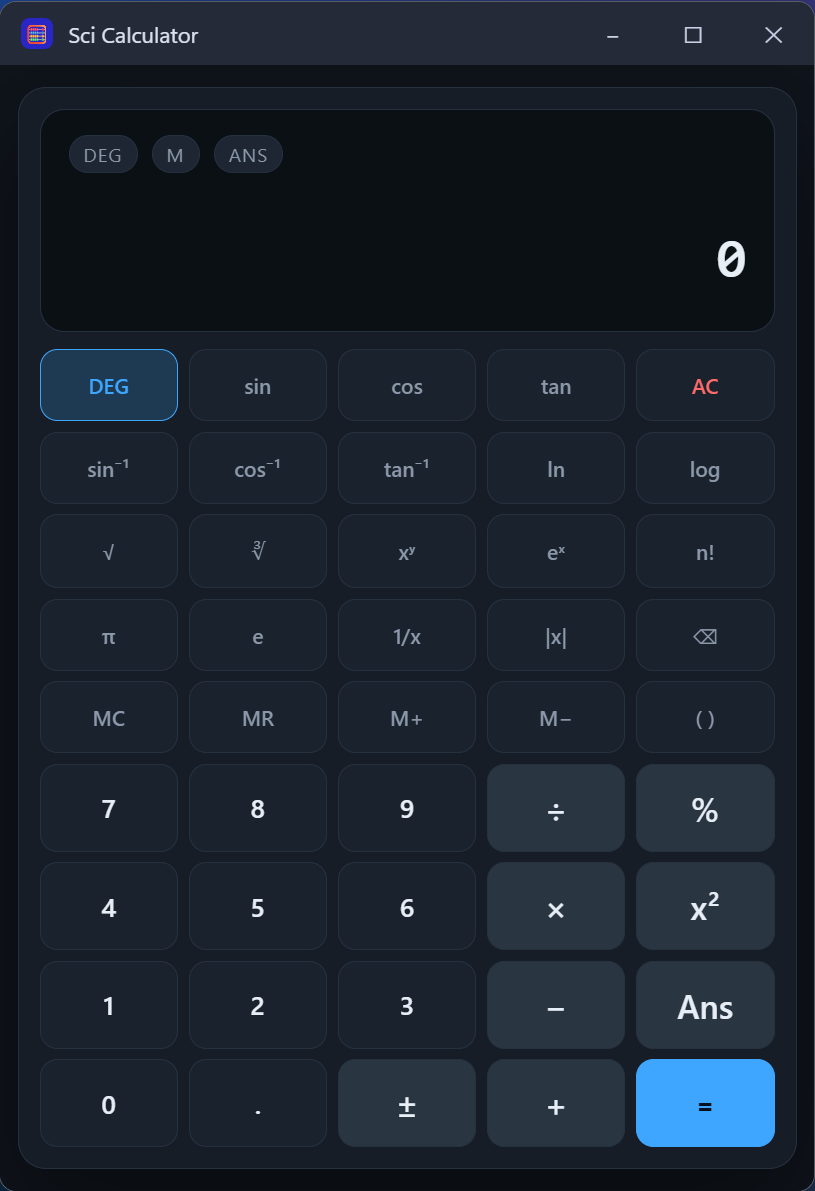 Sci Calculator
DEG M ANS
0
DEG sin cos tan AC
sin⁻¹ cos⁻¹ tan⁻¹ ln log
√ ∛ xʸ eˣ n!
π e 1/x |x| ⌫
MC MR M+ M− ( )
7 8 9 ÷ %
4 5 6 × x²
1 2 3 − Ans
0 . ± + =